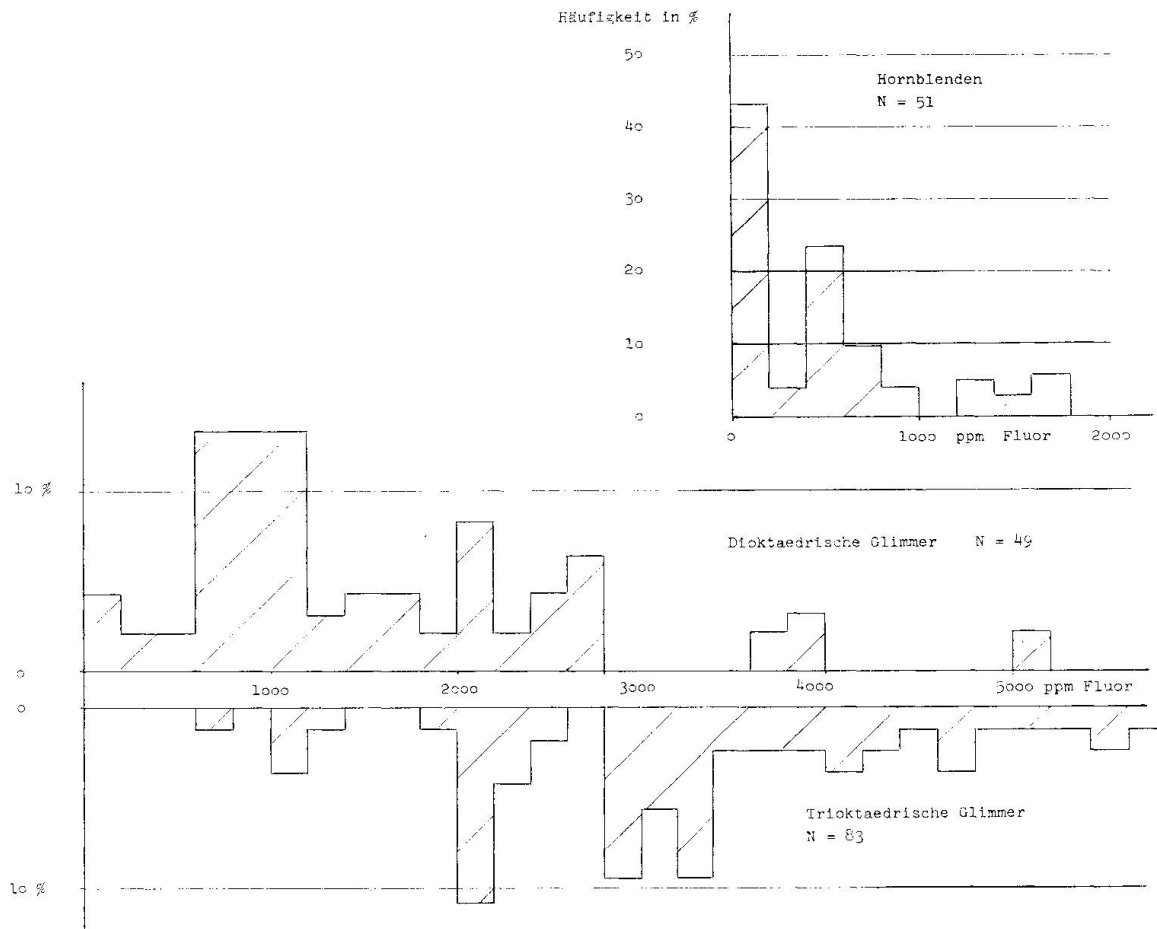 Häufigkeit in %
50
Hornblenden
N = 51
40
30
20
10
0
0 1000 ppm Fluor 2000
10 %
Dioktaedrische Glimmer N = 49
0
1000 2000 3000 4000 5000 ppm Fluor
0
Trioktaedrische Glimmer
N = 83
10 %